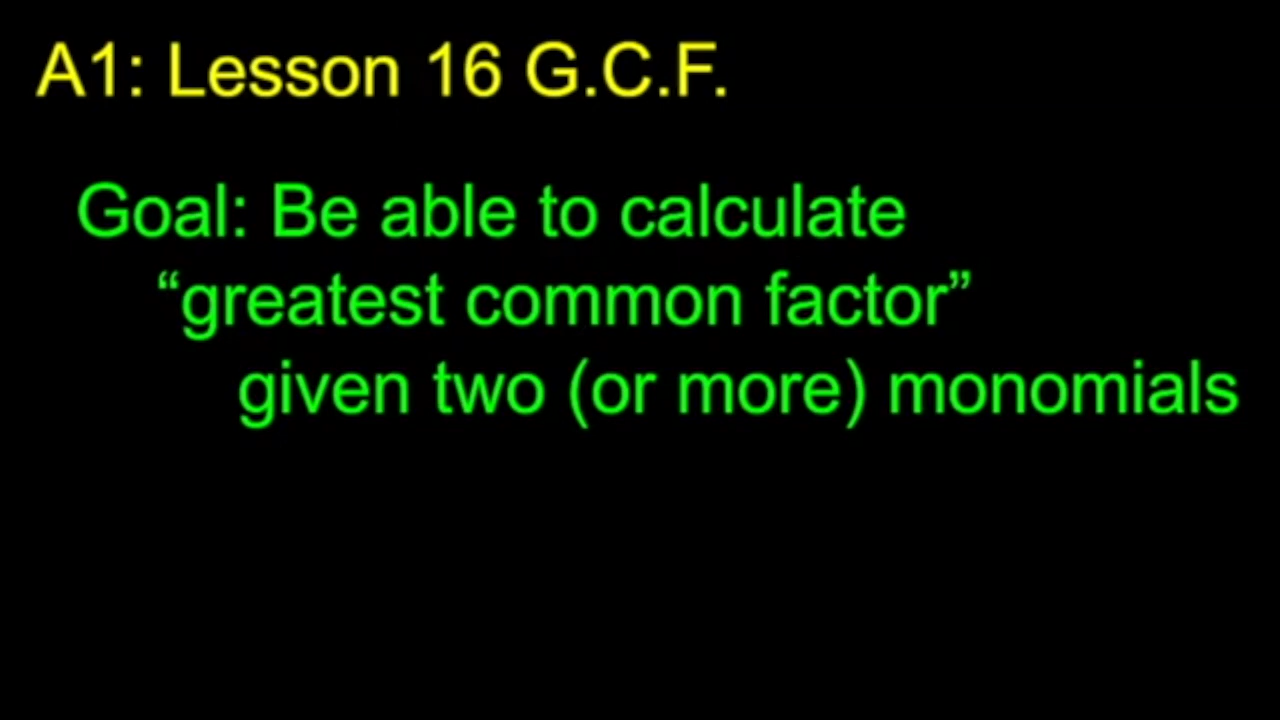 A1: Lesson 16 G.C.F.
Goal: Be able to calculate
“greatest common factor”
given two (or more) monomials